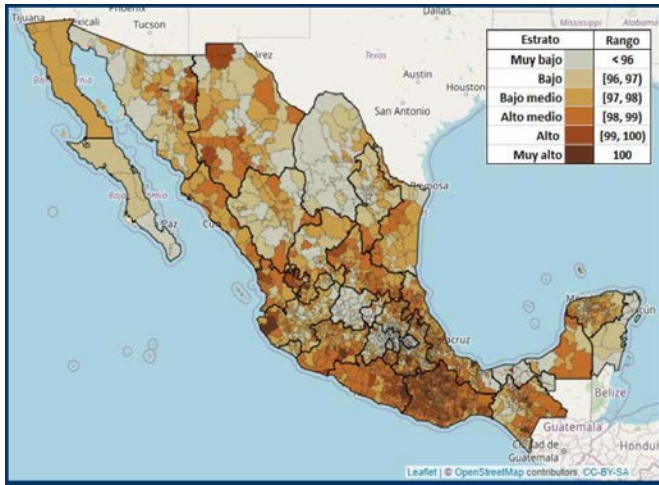 Phoenix
Dallas
Tijuana
Mexicali
Tucson
Mississippi
Alabama
Juárez
Texas
Austin
Houston
San Antonio
Estrato Rango
Muy bajo < 96
Bajo [96, 97)
Bajo medio [97, 98)
Alto medio [98, 99)
Alto [99, 100)
Muy alto 100
Reynosa
Paz
Belize
Guatemala
Ciudad de
Guatemala
Leaflet | © OpenStreetMap contributors, CC-BY-SA